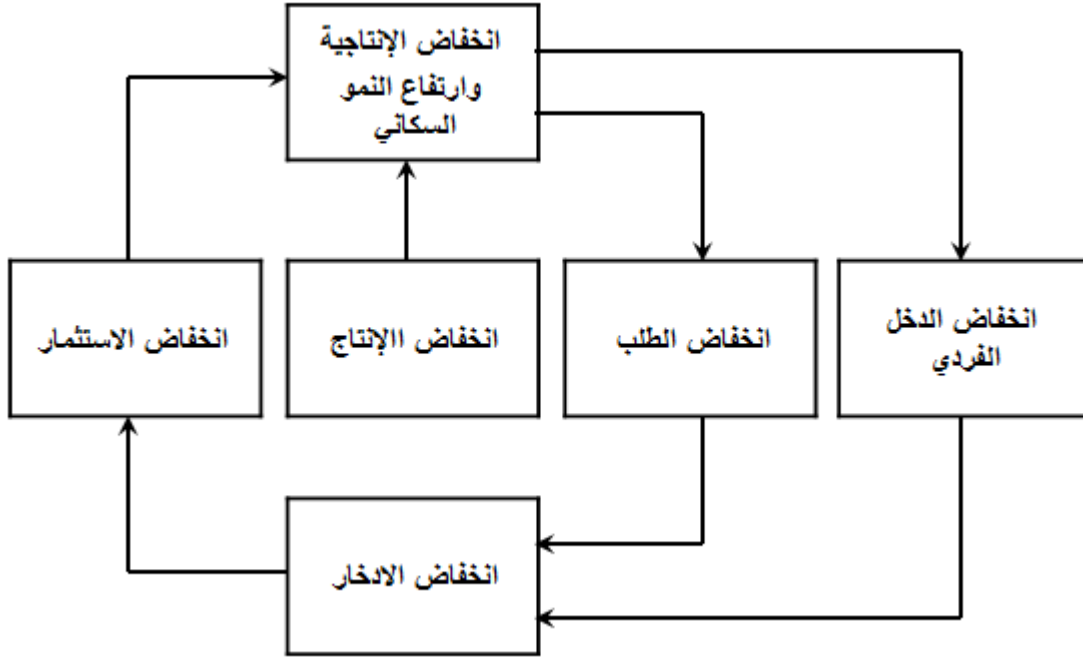 انخفاض الإنتاجية
وارتفاع النمو
السكاني
انخفاض الدخل
الفردي
انخفاض الطلب
انخفاض االإنتاج
انخفاض الاستثمار
انخفاض الادخار